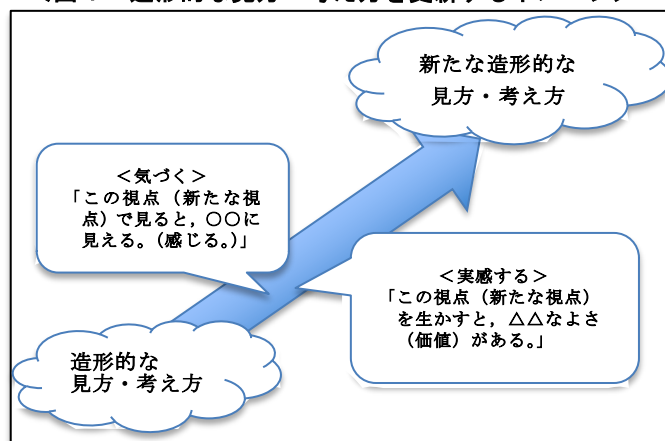 新たな造形的な
見方・考え方
＜気づく＞
「この視点（新たな視
点）で見ると，○○に
見える。（感じる。）」
＜実感する＞
「この視点（新たな視点）
を生かすと，△△なよさ
（価値）がある。」
造形的な
見方・考え方